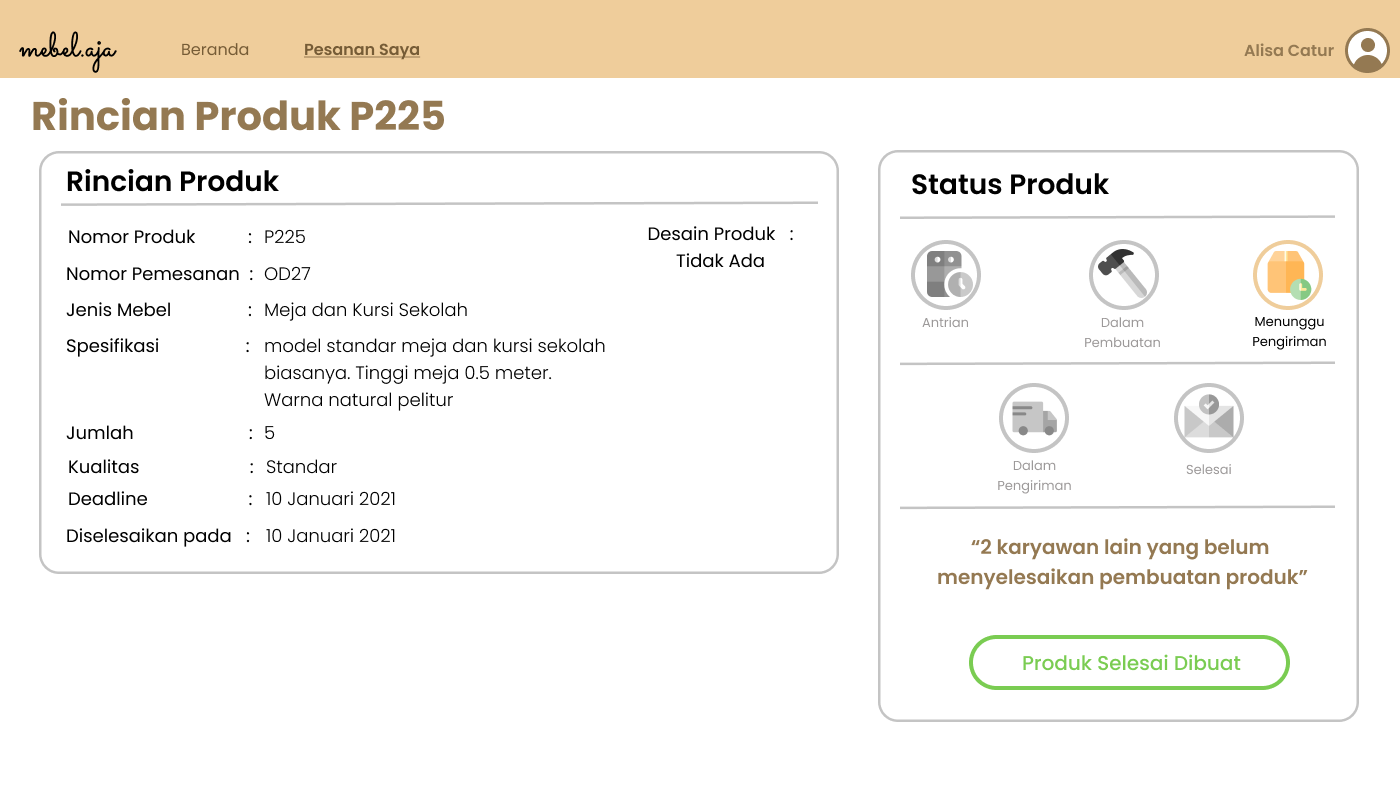 mebel.aja
Beranda
Pesanan Saya
Alisa Catur
Rincian Produk P225
Rincian Produk
Nomor Produk : P225
Nomor Pemesanan : OD27
Jenis Mebel : Meja dan Kursi Sekolah
Spesifikasi : model standar meja dan kursi sekolah
biasanya. Tinggi meja 0.5 meter.
Warna natural pelitur
Jumlah : 5
Kualitas : Standar
Deadline : 10 Januari 2021
Diselesaikan pada : 10 Januari 2021
Desain Produk :
Tidak Ada
Status Produk
Antrian
Dalam
Pembuatan
Menunggu
Pengiriman
Dalam
Pengiriman
Selesai
“2 karyawan lain yang belum
menyelesaikan pembuatan produk”
Produk Selesai Dibuat